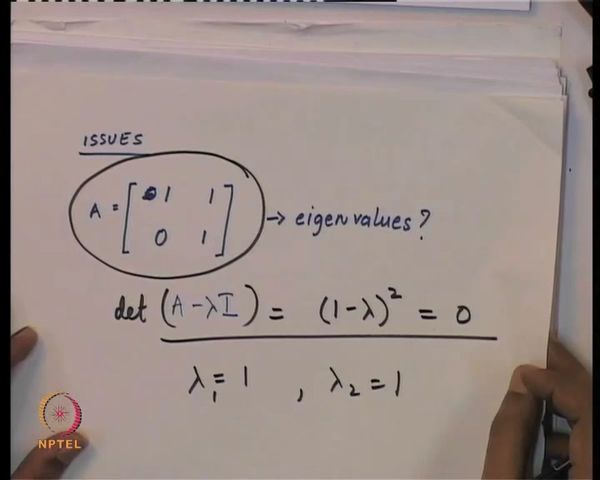 ISSUES
A = [ 1 1
0 1 ] → eigen values?
det (A - λI) = (1-λ)² = 0
λ₁ = 1 , λ₂ = 1
NPTEL